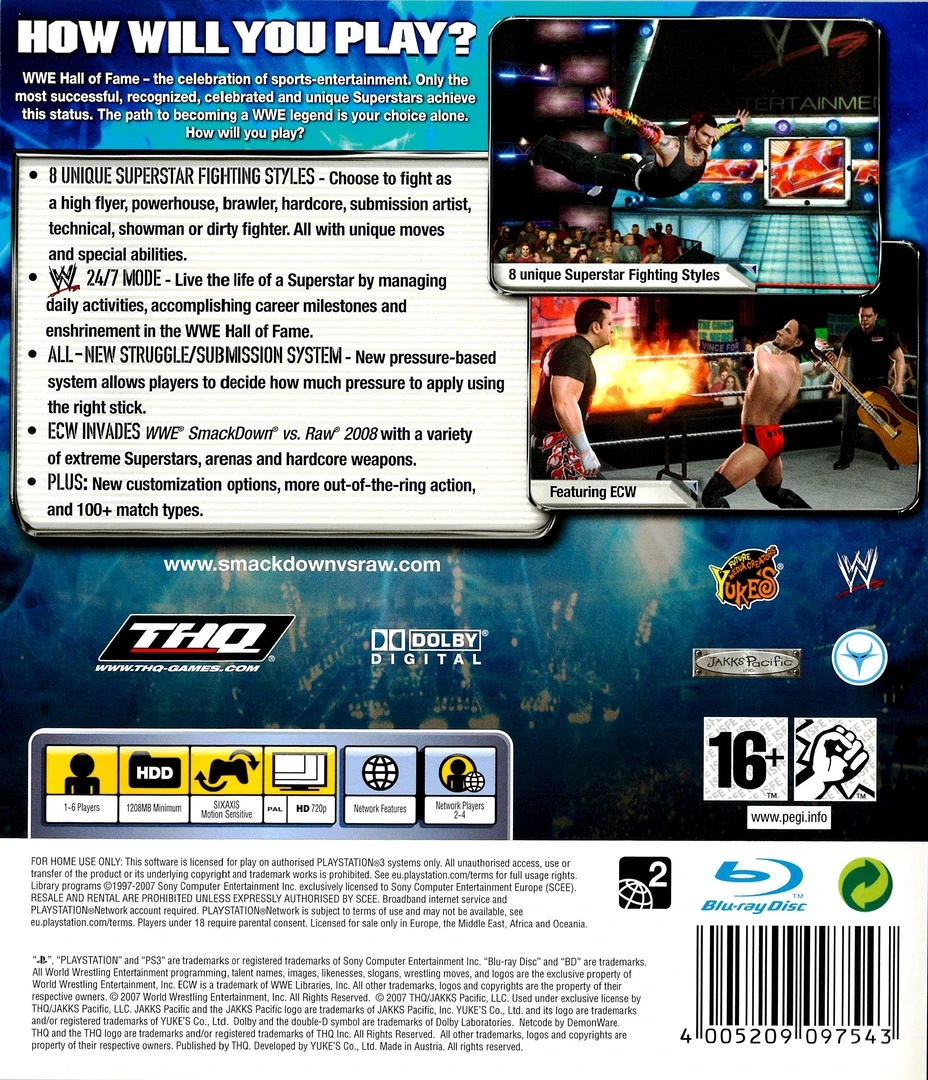 HOW WILL YOU PLAY?
WWE Hall of Fame – the celebration of sports-entertainment. Only the
most successful, recognized, celebrated and unique Superstars achieve
this status. The path to becoming a WWE legend is your choice alone.
How will you play?
• 8 UNIQUE SUPERSTAR FIGHTING STYLES - Choose to fight as
a high flyer, powerhouse, brawler, hardcore, submission artist,
technical, showman or dirty fighter. All with unique moves
and special abilities.
• W 24/7 MODE - Live the life of a Superstar by managing
daily activities, accomplishing career milestones and
enshrinement in the WWE Hall of Fame.
• ALL-NEW STRUGGLE/SUBMISSION SYSTEM - New pressure-based
system allows players to decide how much pressure to apply using
the right stick.
• ECW INVADES WWE® SmackDown® vs. Raw® 2008 with a variety
of extreme Superstars, arenas and hardcore weapons.
• PLUS: New customization options, more out-of-the-ring action,
and 100+ match types.
TERTAINME
8 unique Superstar Fighting Styles
VINCE FOR
Featuring ECW
www.smackdownvsraw.com
FUTURE
MEDIA CREATORS
YUKE'S®
W
THQ®
WWW.THQ-GAMES.COM
DOLBY®
DIGITAL
JAKKS Pacific
inc.
16+
TM
TM
www.pegi.info
HDD
1-6 Players
1208MB Minimum
SIXAXIS
Motion Sensitive
PAL
HD 720p
Network Features
Network Players
2-4
FOR HOME USE ONLY: This software is licensed for play on authorised PLAYSTATION®3 systems only. All unauthorised access, use or
transfer of the product or its underlying copyright and trademark works is prohibited. See eu.playstation.com/terms for full usage rights.
Library programs ©1997-2007 Sony Computer Entertainment Inc. exclusively licensed to Sony Computer Entertainment Europe (SCEE).
RESALE AND RENTAL ARE PROHIBITED UNLESS EXPRESSLY AUTHORISED BY SCEE. Broadband internet service and
PLAYSTATION®Network account required. PLAYSTATION®Network is subject to terms of use and may not be available, see
eu.playstation.com/terms. Players under 18 require parental consent. Licensed for sale only in Europe, the Middle East, Africa and Oceania.
2
Blu-ray Disc
TM
", "PLAYSTATION" and "PS3" are trademarks or registered trademarks of Sony Computer Entertainment Inc. "Blu-ray Disc" and "BD" are trademarks.
All World Wrestling Entertainment programming, talent names, images, likenesses, slogans, wrestling moves, and logos are the exclusive property of
World Wrestling Entertainment, Inc. ECW is a trademark of WWE Libraries, Inc. All other trademarks, logos and copyrights are the property of their
respective owners. © 2007 World Wrestling Entertainment, Inc. All Rights Reserved. © 2007 THQ/JAKKS Pacific, LLC. Used under exclusive license by
THQ/JAKKS Pacific, LLC. JAKKS Pacific and the JAKKS Pacific logo are trademarks of JAKKS Pacific, Inc. YUKE'S Co., Ltd. and its logo are trademarks
and/or registered trademarks of YUKE'S Co., Ltd. Dolby and the double-D symbol are trademarks of Dolby Laboratories. Netcode by DemonWare.
THQ and the THQ logo are trademarks and/or registered trademarks of THQ Inc. All Rights Reserved. All other trademarks, logos and copyrights are
property of their respective owners. Published by THQ. Developed by YUKE'S Co., Ltd. Made in Austria. All rights reserved.
4 005209 097543